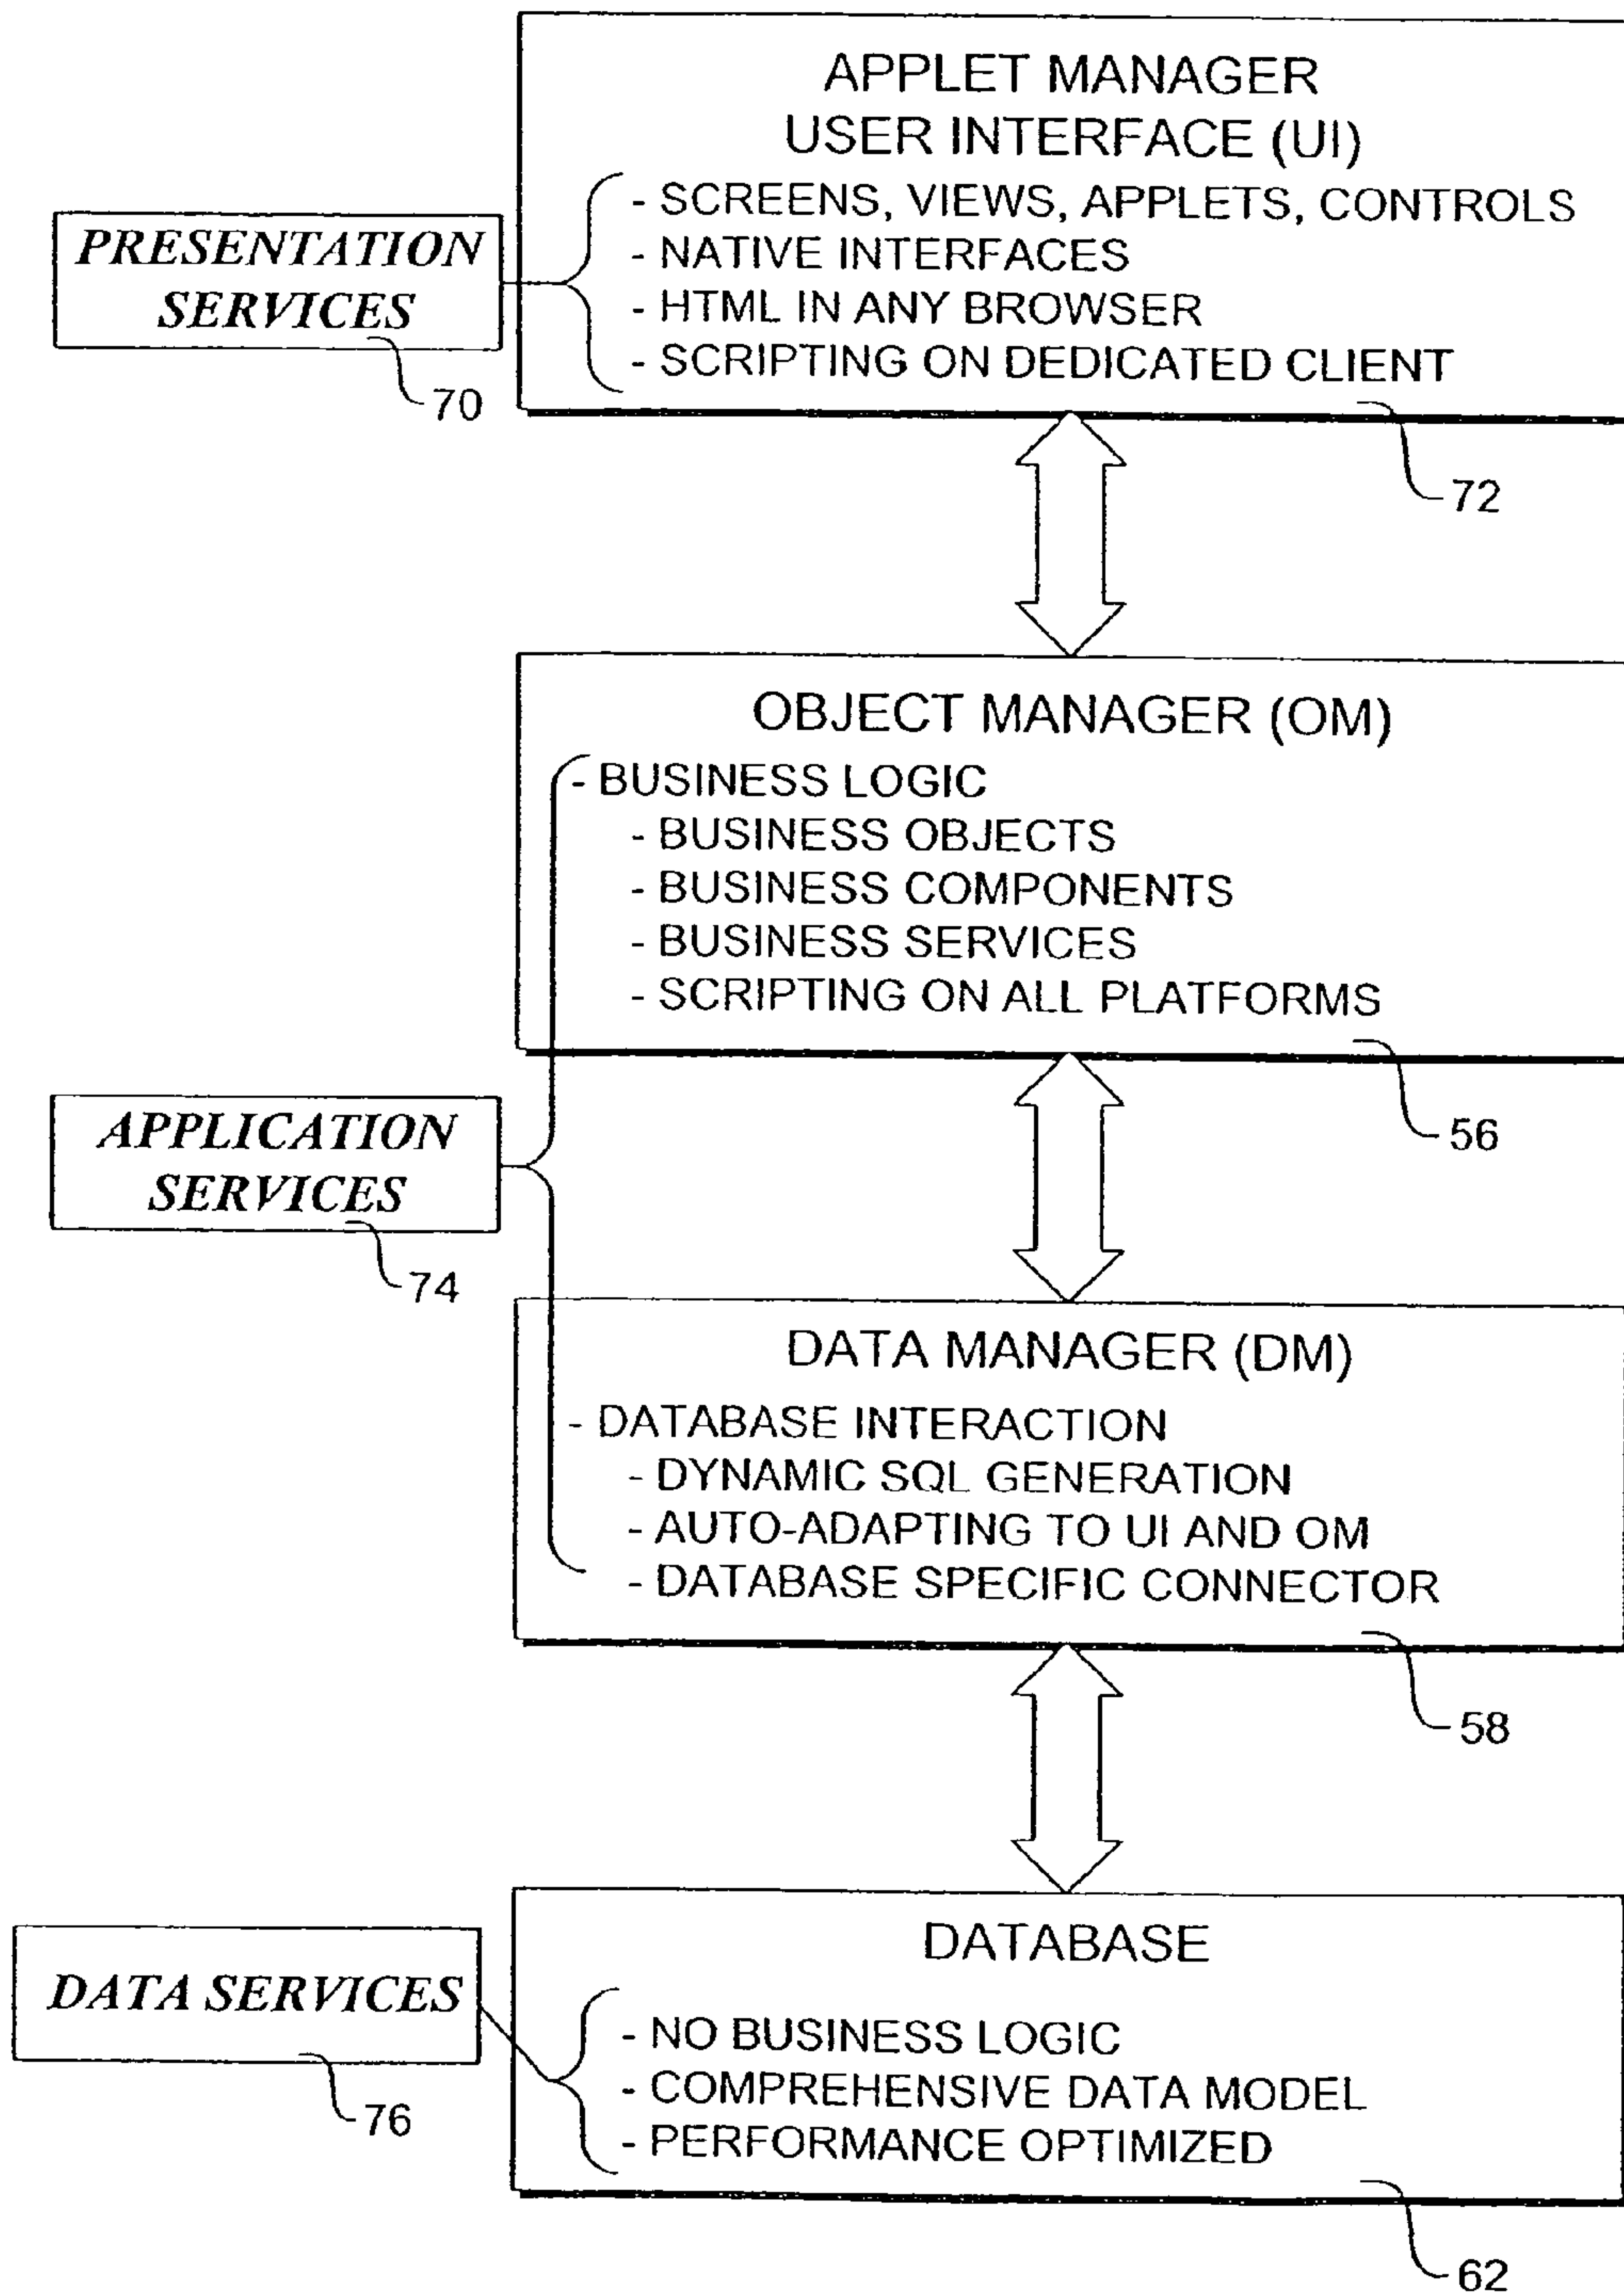 APPLET MANAGER
USER INTERFACE (UI)
- SCREENS, VIEWS, APPLETS, CONTROLS
- NATIVE INTERFACES
- HTML IN ANY BROWSER
- SCRIPTING ON DEDICATED CLIENT
PRESENTATION
SERVICES
70
72
OBJECT MANAGER (OM)
- BUSINESS LOGIC
- BUSINESS OBJECTS
- BUSINESS COMPONENTS
- BUSINESS SERVICES
- SCRIPTING ON ALL PLATFORMS
56
APPLICATION
SERVICES
74
DATA MANAGER (DM)
- DATABASE INTERACTION
- DYNAMIC SQL GENERATION
- AUTO-ADAPTING TO UI AND OM
- DATABASE SPECIFIC CONNECTOR
58
DATABASE
DATA SERVICES
76
- NO BUSINESS LOGIC
- COMPREHENSIVE DATA MODEL
- PERFORMANCE OPTIMIZED
62